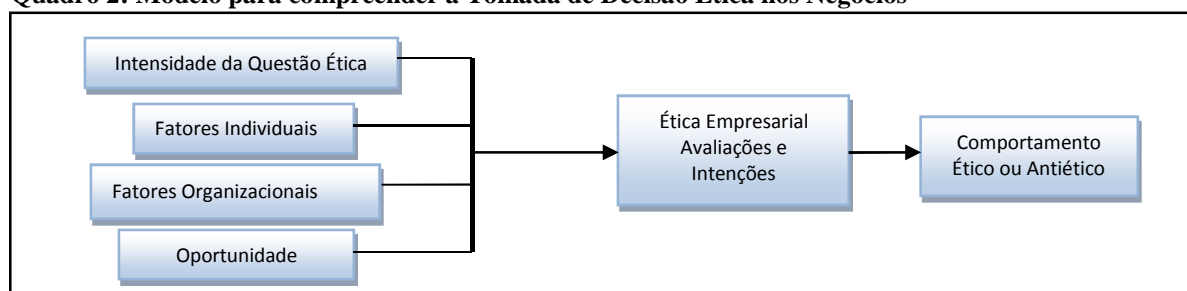 Quadro 2: Modelo para compreender a Tomada de Decisão Ética nos Negócios
Intensidade da Questão Ética
Fatores Individuais
Fatores Organizacionais
Oportunidade
Ética Empresarial
Avaliações e
Intenções
Comportamento
Ético ou Antiético